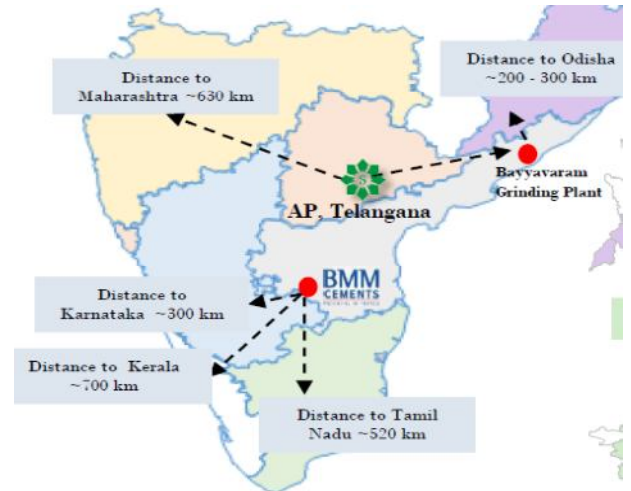 Distance to
Maharashtra ~630 km
Distance to Odisha
~200 - 300 km
S
AP, Telangana
Bayyavaram
Grinding Plant
BMM
CEMENTS
Distance to
Karnataka ~300 km
Distance to Kerala
~700 km
Distance to Tamil
Nadu ~520 km